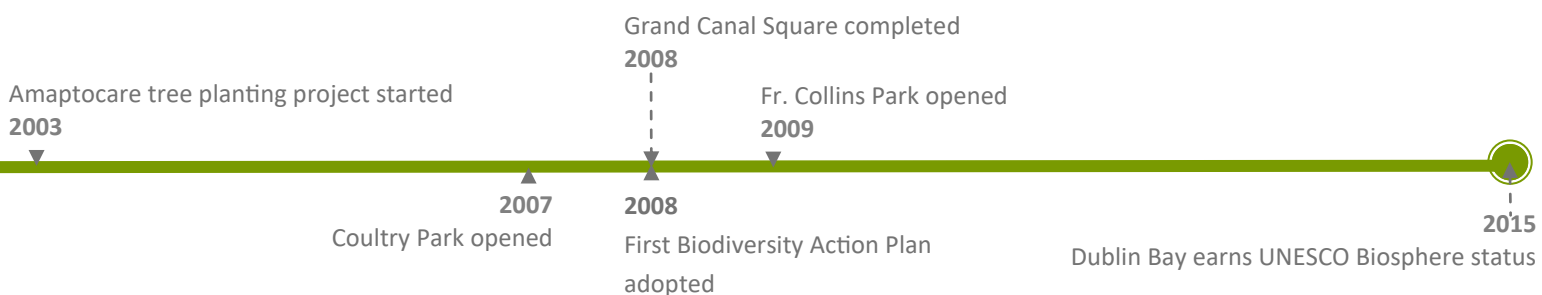 Grand Canal Square completed
2008
Amaptocare tree planting project started
2003
Fr. Collins Park opened
2009
2007
Coultry Park opened
2008
First Biodiversity Action Plan
adopted
2015
Dublin Bay earns UNESCO Biosphere status